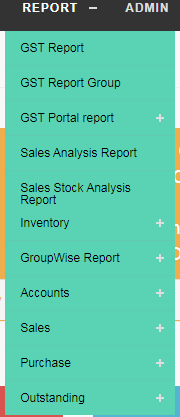 REPORT – ADMIN
GST Report
GST Report Group
GST Portal report +
Sales Analysis Report
Sales Stock Analysis
Report
Inventory +
GroupWise Report +
Accounts +
Sales +
Purchase +
Outstanding +